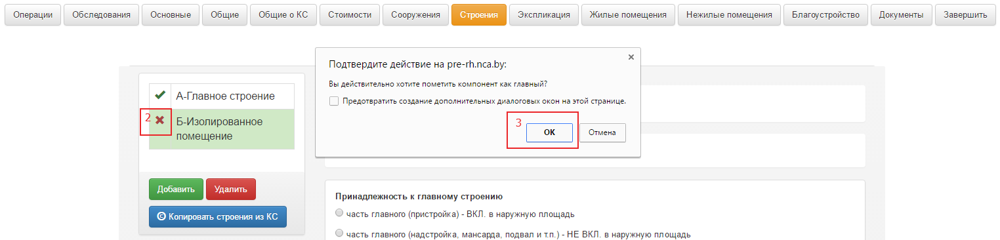 Операции Обследования Основные Общие Общие о КС Стоимости Сооружения Строения Экспликация Жилые помещения Нежилые помещения Благоустройство Документы Завершить
Подтвердите действие на pre-rh.nca.by:
Вы действительно хотите пометить компонент как главный?
Предотвратить создание дополнительных диалоговых окон на этой странице.
3
ОК Отмена
А-Главное строение
2
Б-Изолированное
помещение
Добавить Удалить
Копировать строения из КС
Принадлежность к главному строению
часть главного (пристройка) - ВКЛ. в наружную площадь
часть главного (надстройка, мансарда, подвал и т.п.) - НЕ ВКЛ. в наружную площадь